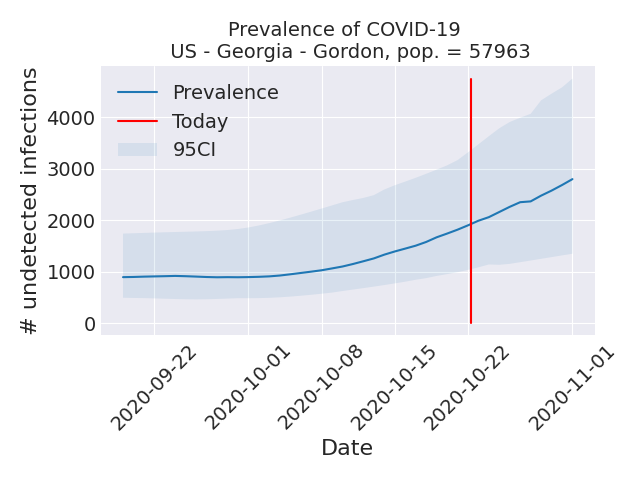 Prevalence of COVID-19
US - Georgia - Gordon, pop. = 57963
Prevalence
Today
95CI
# undetected infections
4000
3000
2000
1000
0
2020-09-22
2020-10-01
2020-10-08
2020-10-15
2020-10-22
2020-11-01
Date